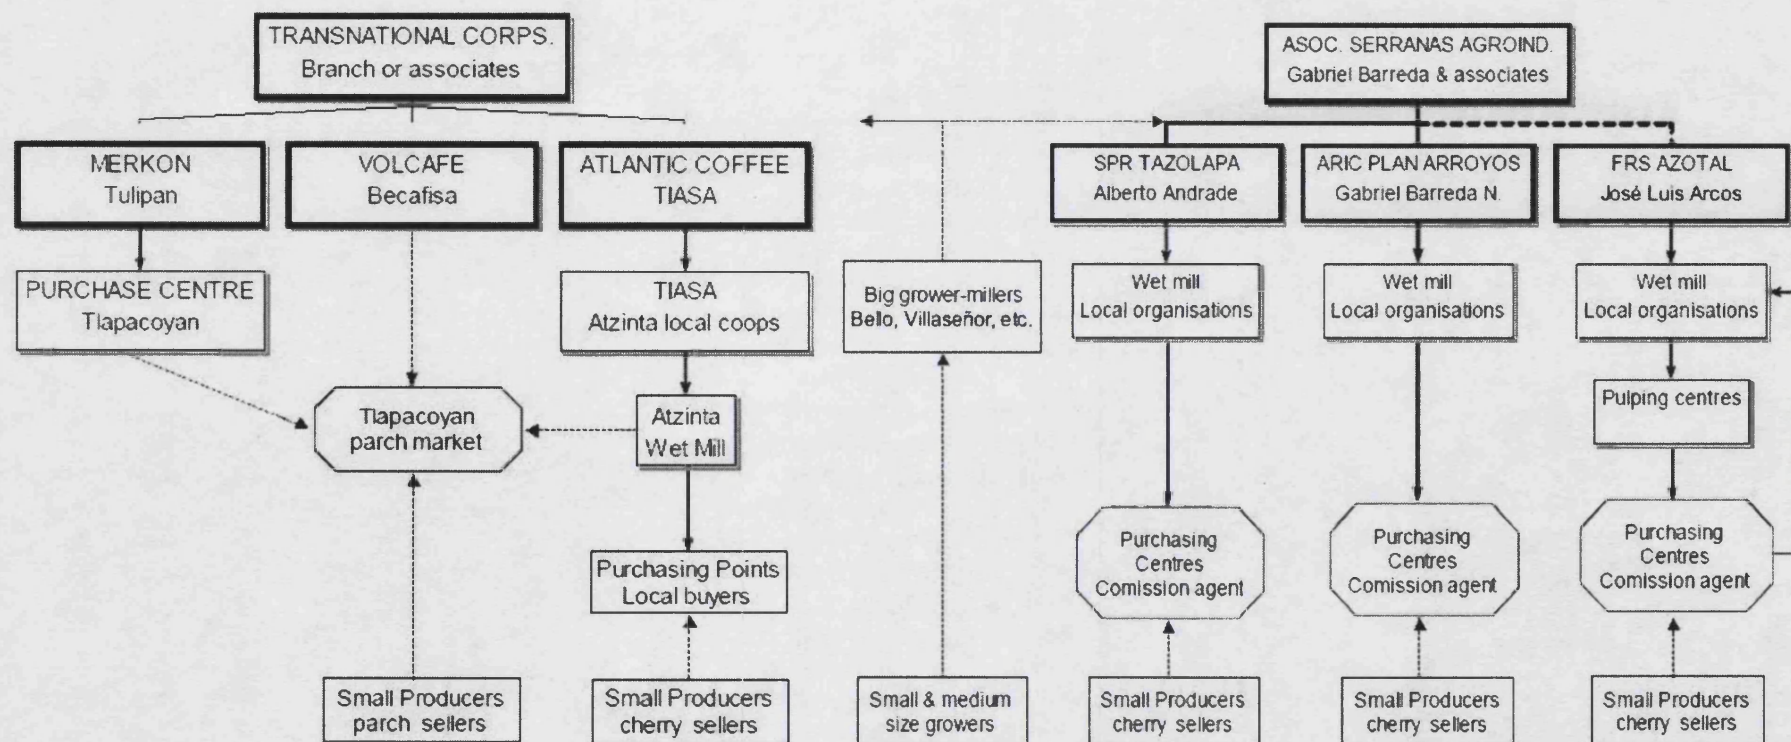 TRANSNATIONAL CORPS.
Branch or associates
ASOC. SERRANAS AGROIND.
Gabriel Barreda & associates
MERKON
Tulipan
VOLCAFE
Becafisa
ATLANTIC COFFEE
TIASA
SPR TAZOLAPA
Alberto Andrade
ARIC PLAN ARROYOS
Gabriel Barreda N.
FRS AZOTAL
José Luis Arcos
PURCHASE CENTRE
Tlapacoyan
TIASA
Atzinta local coops
Big grower-millers
Bello, Villaseñor, etc.
Wet mill
Local organisations
Wet mill
Local organisations
Wet mill
Local organisations
Tlapacoyan
parch market
Atzinta
Wet Mill
Pulping centres
Purchasing Points
Local buyers
Purchasing
Centres
Comission agent
Purchasing
Centres
Comission agent
Purchasing
Centres
Comission agent
Small Producers
parch sellers
Small Producers
cherry sellers
Small & medium
size growers
Small Producers
cherry sellers
Small Producers
cherry sellers
Small Producers
cherry sellers